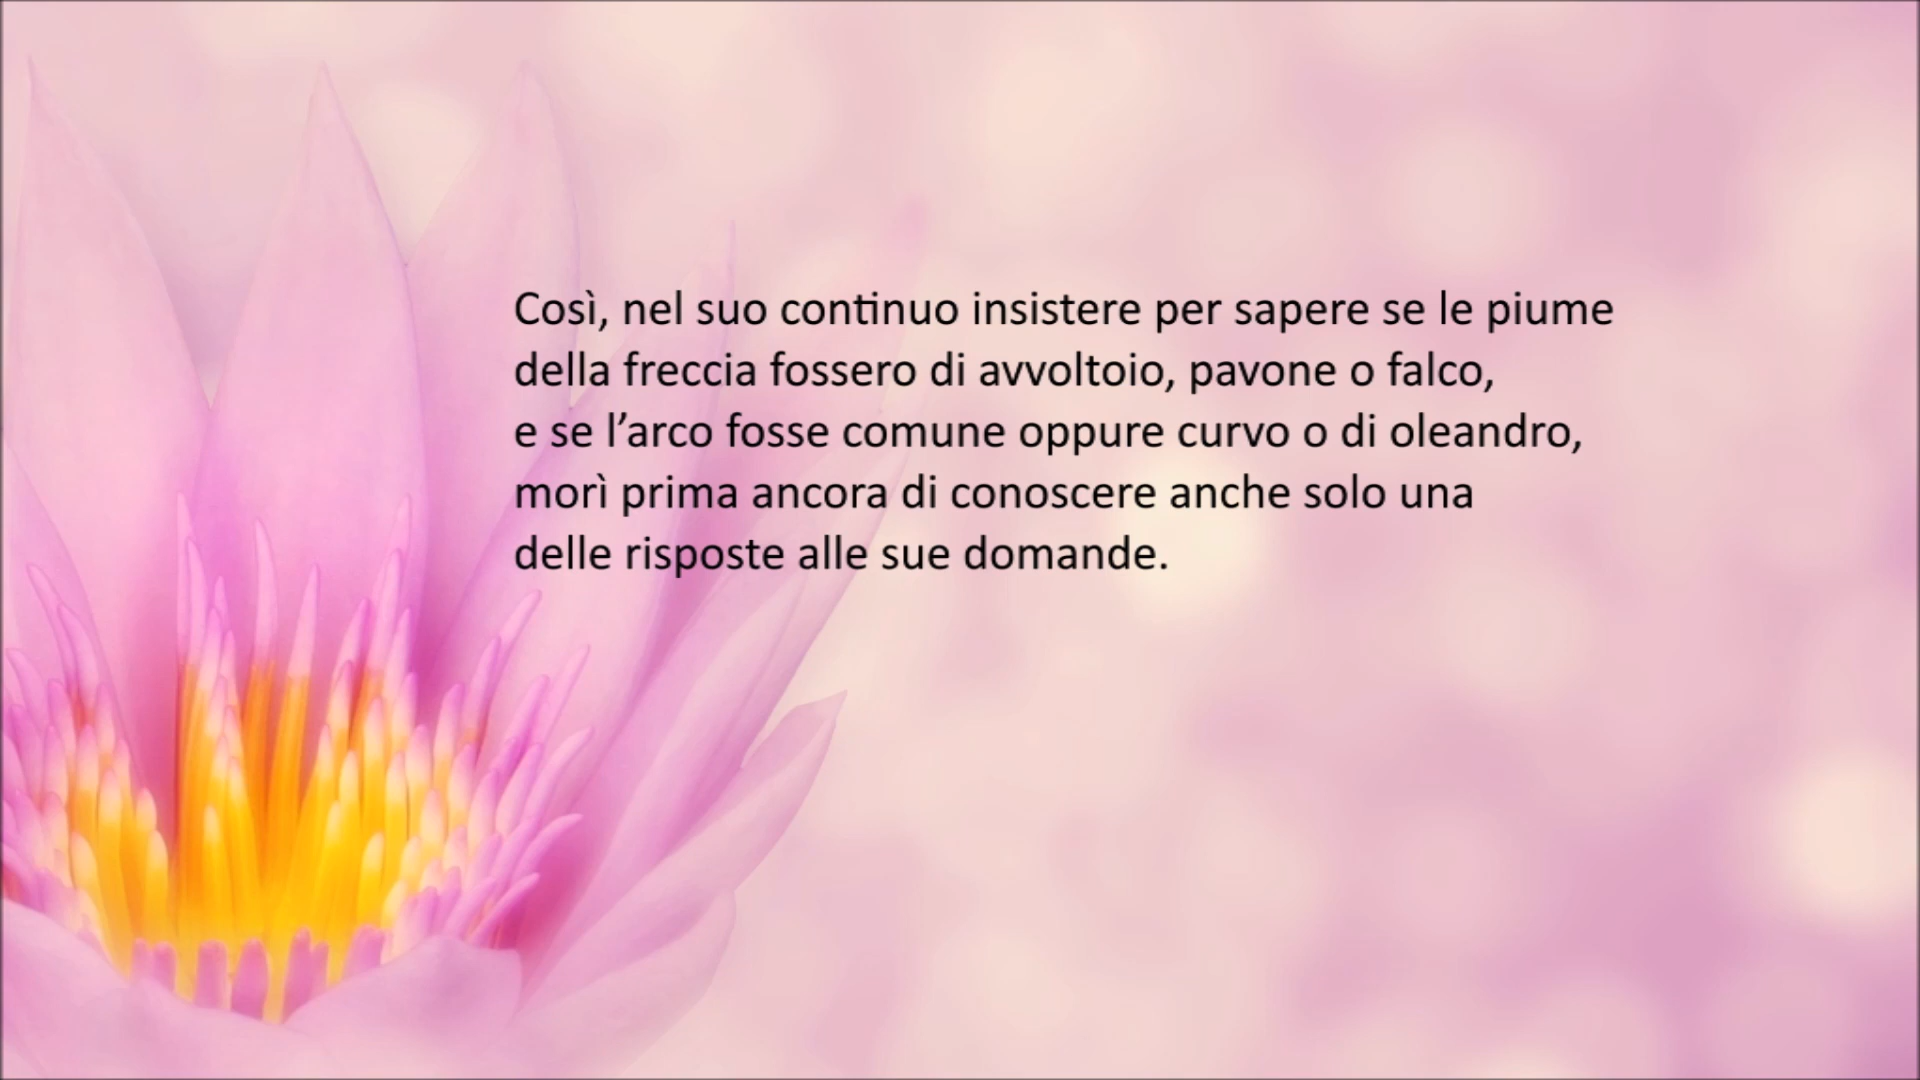 Così, nel suo continuo insistere per sapere se le piume
della freccia fossero di avvoltoio, pavone o falco,
e se l’arco fosse comune oppure curvo o di oleandro,
morì prima ancora di conoscere anche solo una
delle risposte alle sue domande.